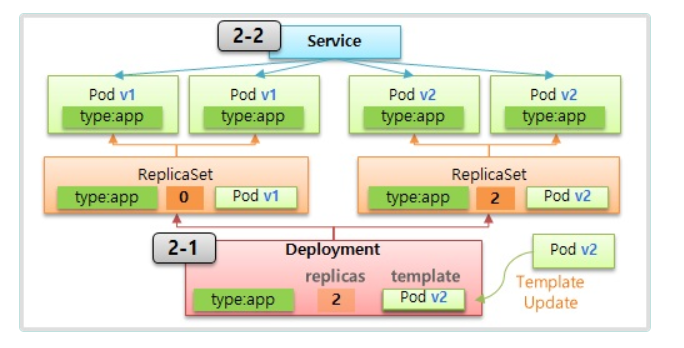 2-2
Service
Pod v1
type:app
Pod v1
type:app
Pod v2
type:app
Pod v2
type:app
ReplicaSet
type:app 0 Pod v1
ReplicaSet
type:app 2 Pod v2
2-1
Deployment
replicas template
type:app 2 Pod v2
Pod v2
Template
Update